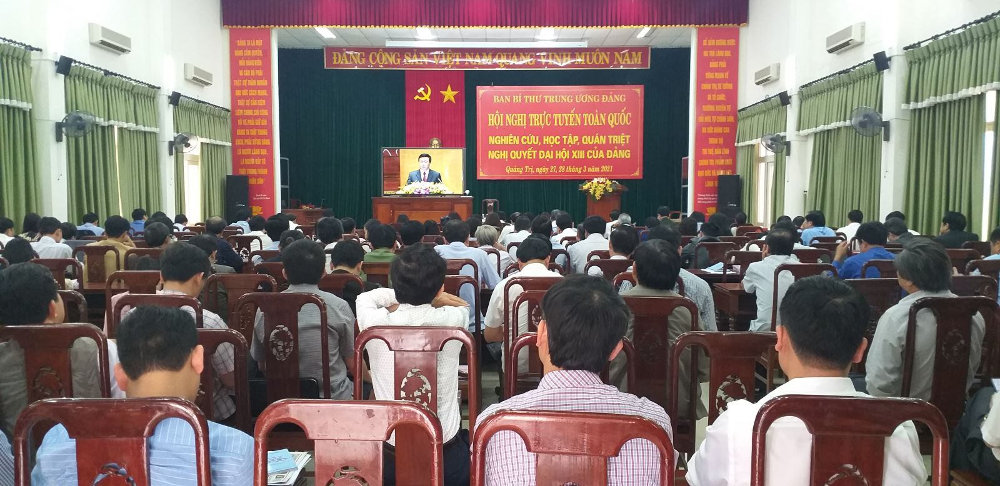 ĐẢNG CỘNG SẢN VIỆT NAM QUANG VINH MUÔN NĂM
"ĐẢNG TA LÀ MỘT
ĐẢNG CẦM QUYỀN,
MỖI ĐẢNG VIÊN
VÀ CÁN BỘ PHẢI
THẬT SỰ THẤM NHUẦN
ĐẠO ĐỨC CÁCH MẠNG,
THẬT SỰ CẦN KIỆM
LIÊM CHÍNH, CHÍ CÔNG
VÔ TƯ, PHẢI GIỮ GÌN
ĐẢNG TA THẬT TRONG
SẠCH, PHẢI XỨNG ĐÁNG
LÀ NGƯỜI LÃNH ĐẠO,
LÀ NGƯỜI ĐẦY TỚ
THẬT TRUNG THÀNH
NHÂN DÂN"
BAN BÍ THƯ TRUNG ƯƠNG ĐẢNG
HỘI NGHỊ TRỰC TUYẾN TOÀN QUỐC
NGHIÊN CỨU, HỌC TẬP, QUÁN TRIỆT
NGHỊ QUYẾT ĐẠI HỘI XIII CỦA ĐẢNG
Quảng Trị, ngày 27, 28 tháng 3 năm 2021
ĐỂ ĐẢM ĐƯƠNG ĐƯỢC
VAI TRÒ LÃNH ĐẠO,
ĐẢNG PHẢI
VỮNG MẠNH VỀ
CHÍNH TRỊ, TƯ TƯỞNG
VÀ TỔ CHỨC;
THƯỜNG XUYÊN TỰ
ĐỔI MỚI, TỰ CHỈNH ĐỐN,
RA SỨC NÂNG CAO
TRÌNH ĐỘ
TRÍ TUỆ, BẢN LĨNH
CHÍNH TRỊ, PHẨM CHẤT
ĐẠO ĐỨC VÀ NĂNG LỰC
LÃNH ĐẠO